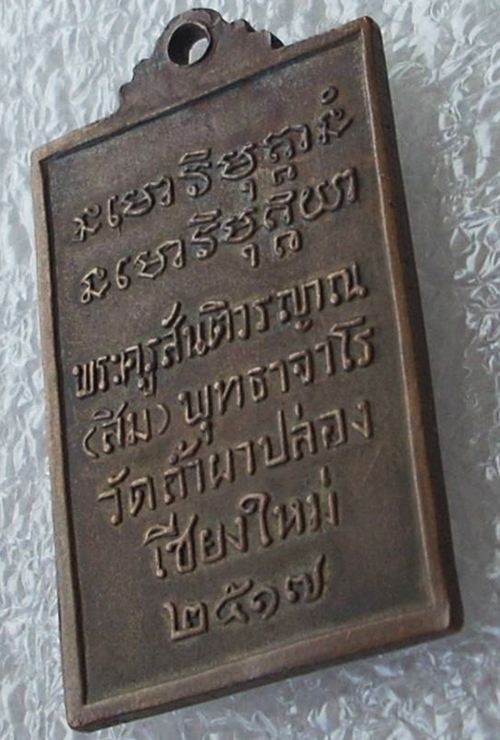 ᨶᨾᩮᩣᩅᩥᨾᩩᨲ᩠ᨲᩣᨶᩴ
ᨶᨾᩮᩣᩅᩥᨾᩩᨲ᩠ᨲᩥᨿᩣ
พระครูสันติวรญาณ
(สิม) พุทธาจาโร
วัดถ้ำผาปล่อง
เชียงใหม่
๒๕๑๗